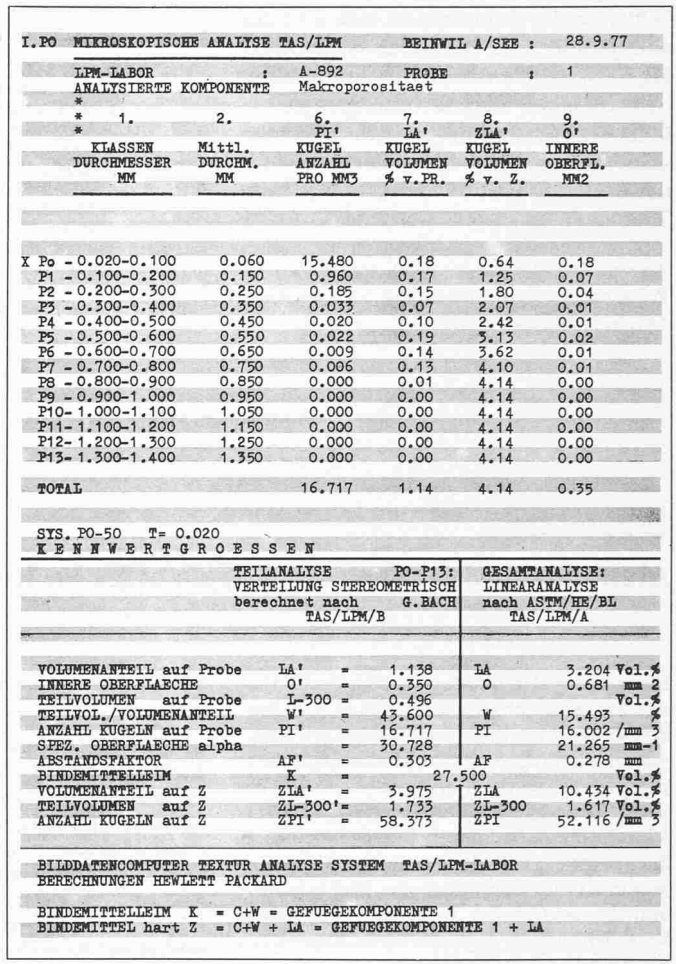 I.PO MIKROSKOPISCHE ANALYSE TAS/LPM BEINWIL A/SEE : 28.9.77
LPM-LABOR : A-892 PROBE : 1
ANALYSIERTE KOMPONENTE Makroporositaet
*
* 1. 2. 6. 7. 8. 9.
* PI' LA' ZLA' O'
KLASSEN Mittl. KUGEL KUGEL KUGEL INNERE
DURCHMESSER DURCHM. ANZAHL VOLUMEN VOLUMEN OBERFL.
MM MM PRO MM3 % v.PR. % v. Z. MM2
X Po - 0.020-0.100 0.060 15.480 0.18 0.64 0.18
P1 - 0.100-0.200 0.150 0.960 0.17 1.25 0.07
P2 - 0.200-0.300 0.250 0.185 0.15 1.80 0.04
P3 - 0.300-0.400 0.350 0.033 0.07 2.07 0.01
P4 - 0.400-0.500 0.450 0.020 0.10 2.42 0.01
P5 - 0.500-0.600 0.550 0.022 0.19 3.13 0.02
P6 - 0.600-0.700 0.650 0.009 0.14 3.62 0.01
P7 - 0.700-0.800 0.750 0.006 0.13 4.10 0.01
P8 - 0.800-0.900 0.850 0.000 0.01 4.14 0.00
P9 - 0.900-1.000 0.950 0.000 0.00 4.14 0.00
P10- 1.000-1.100 1.050 0.000 0.00 4.14 0.00
P11- 1.100-1.200 1.150 0.000 0.00 4.14 0.00
P12- 1.200-1.300 1.250 0.000 0.00 4.14 0.00
P13- 1.300-1.400 1.350 0.000 0.00 4.14 0.00
TOTAL 16.717 1.14 4.14 0.35
SYS. PO-50 T= 0.020
K E N N W E R T G R O E S S E N
TEILANALYSE PO-P13: GESAMTANALYSE:
VERTEILUNG STEREOMETRISCH LINEARANALYSE
berechnet nach G.BACH nach ASTM/HE/BL
TAS/LPM/B TAS/LPM/A
VOLUMENANTEIL auf Probe LA' = 1.138 LA 3.204 Vol.%
INNERE OBERFLAECHE O' = 0.350 O 0.681 mm 2
TEILVOLUMEN auf Probe L-300 = 0.496 Vol.%
TEILVOL./VOLUMENANTEIL W' = 43.600 W 15.493 %
ANZAHL KUGELN auf Probe PI' = 16.717 PI 16.002 /mm 3
SPEZ. OBERFLAECHE alpha = 30.728 21.265 mm-1
ABSTANDSFAKTOR AF' = 0.303 AF 0.278 mm
BINDEMITTELLEIM K = 27.500 Vol.%
VOLUMENANTEIL auf Z ZLA' = 3.975 ZLA 10.434 Vol.%
TEILVOLUMEN auf Z ZL-300'= 1.733 ZL-300 1.617 Vol.%
ANZAHL KUGELN auf Z ZPI' = 58.373 ZPI 52.116 /mm 3
BILDDATENCOMPUTER TEXTUR ANALYSE SYSTEM TAS/LPM-LABOR
BERECHNUNGEN HEWLETT PACKARD
BINDEMITTELLEIM K = C+W = GEFUEGEKOMPONENTE 1
BINDEMITTEL hart Z = C+W + LA = GEFUEGEKOMPONENTE 1 + LA